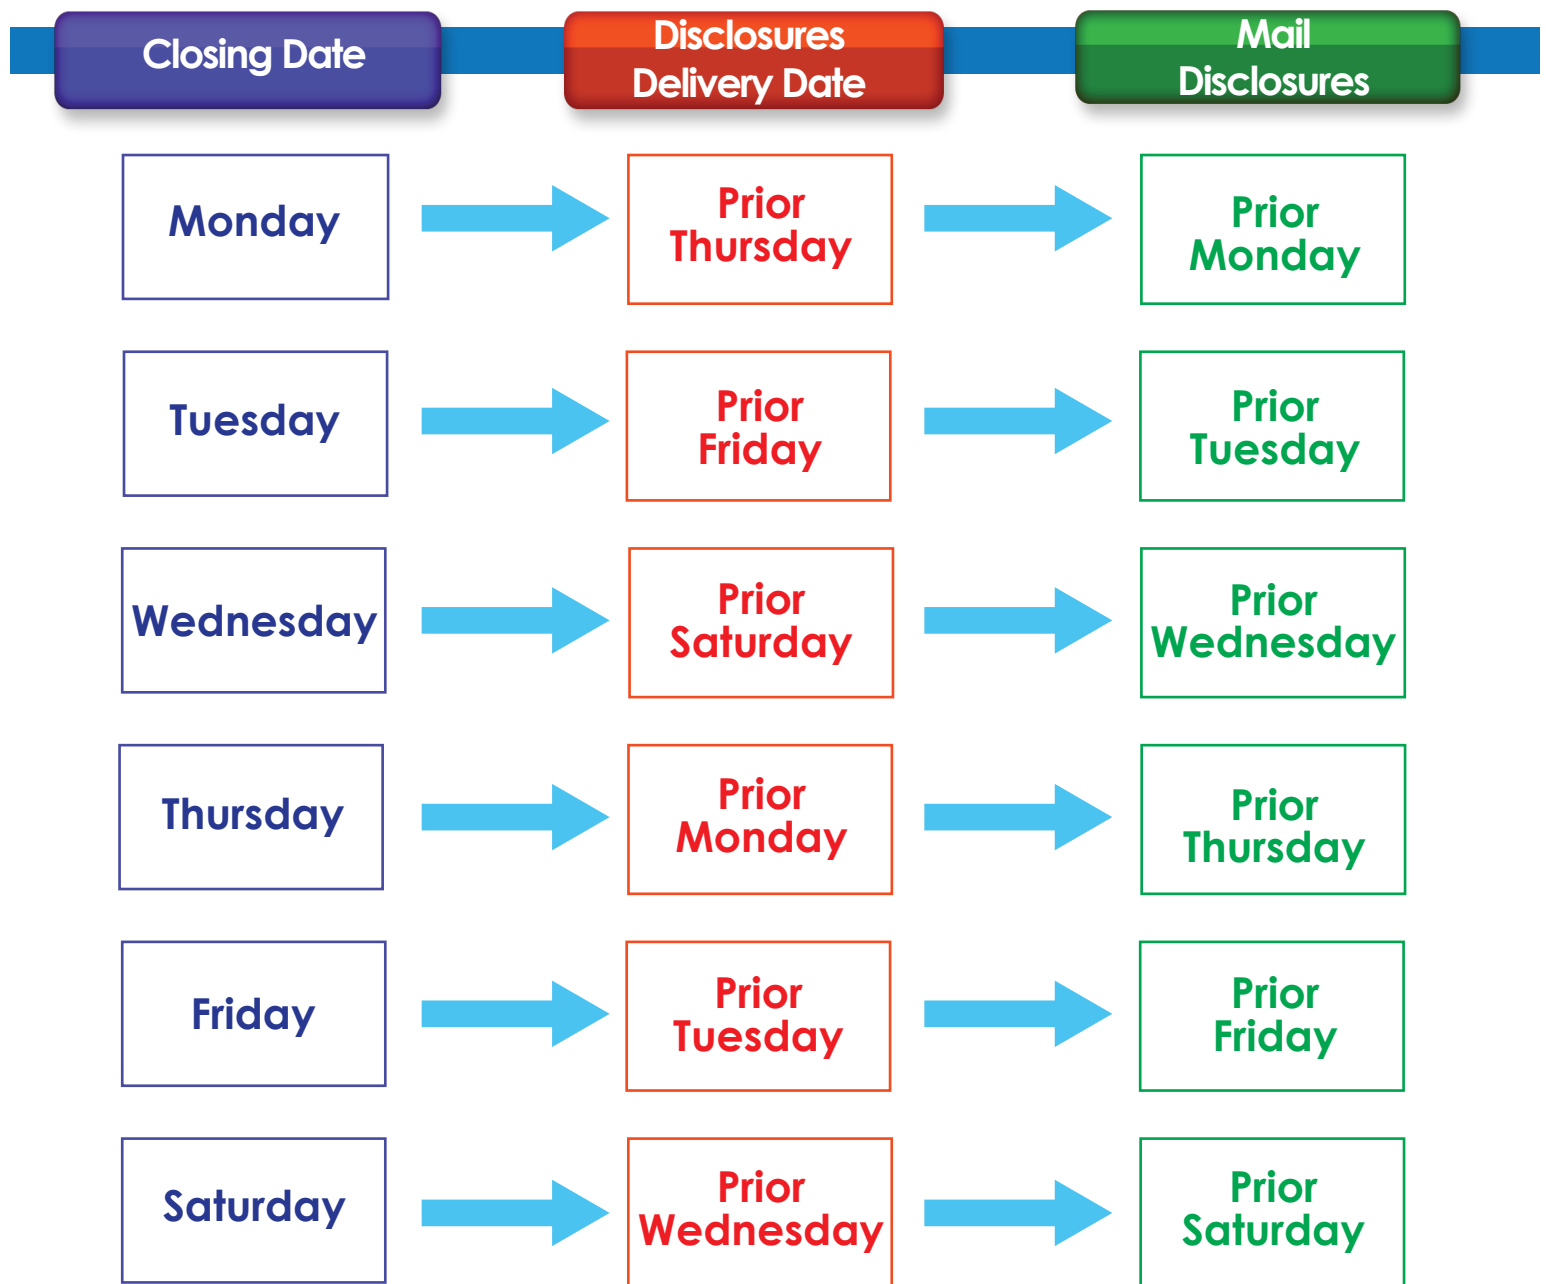 Closing Date
Disclosures
Delivery Date
Mail
Disclosures
Monday
Prior
Thursday
Prior
Monday
Tuesday
Prior
Friday
Prior
Tuesday
Wednesday
Prior
Saturday
Prior
Wednesday
Thursday
Prior
Monday
Prior
Thursday
Friday
Prior
Tuesday
Prior
Friday
Saturday
Prior
Wednesday
Prior
Saturday